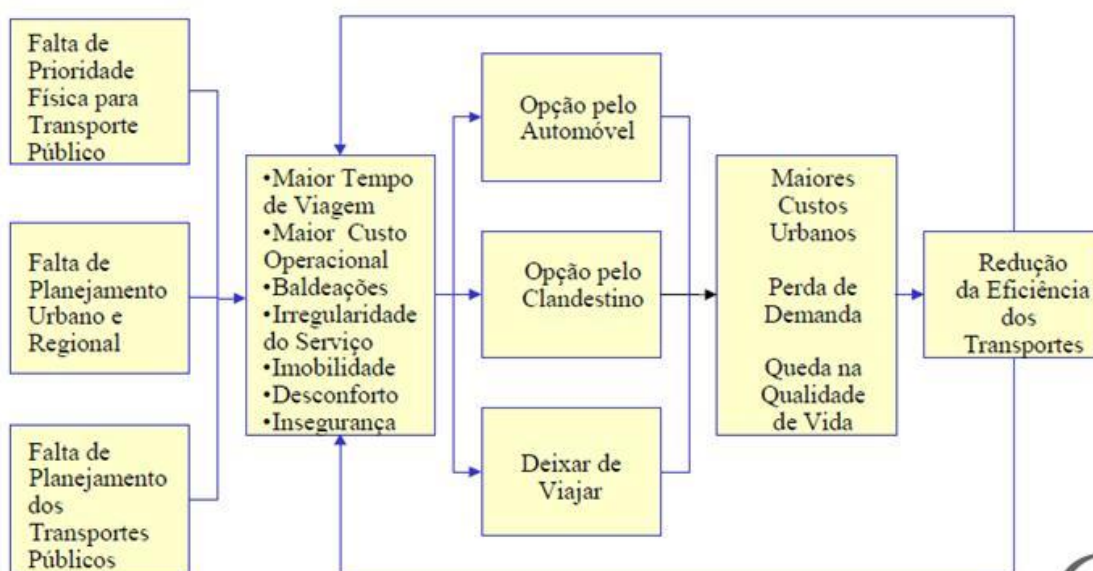 Falta de
Prioridade
Física para
Transporte
Público
Falta de
Planejamento
Urbano e
Regional
Falta de
Planejamento
dos
Transportes
Públicos
•Maior Tempo
de Viagem
•Maior Custo
Operacional
•Baldeações
•Irregularidade
do Serviço
•Imobilidade
•Desconforto
•Insegurança
Opção pelo
Automóvel
Opção pelo
Clandestino
Deixar de
Viajar
Maiores
Custos
Urbanos
Perda de
Demanda
Queda na
Qualidade
de Vida
Redução
da Eficiência
dos
Transportes